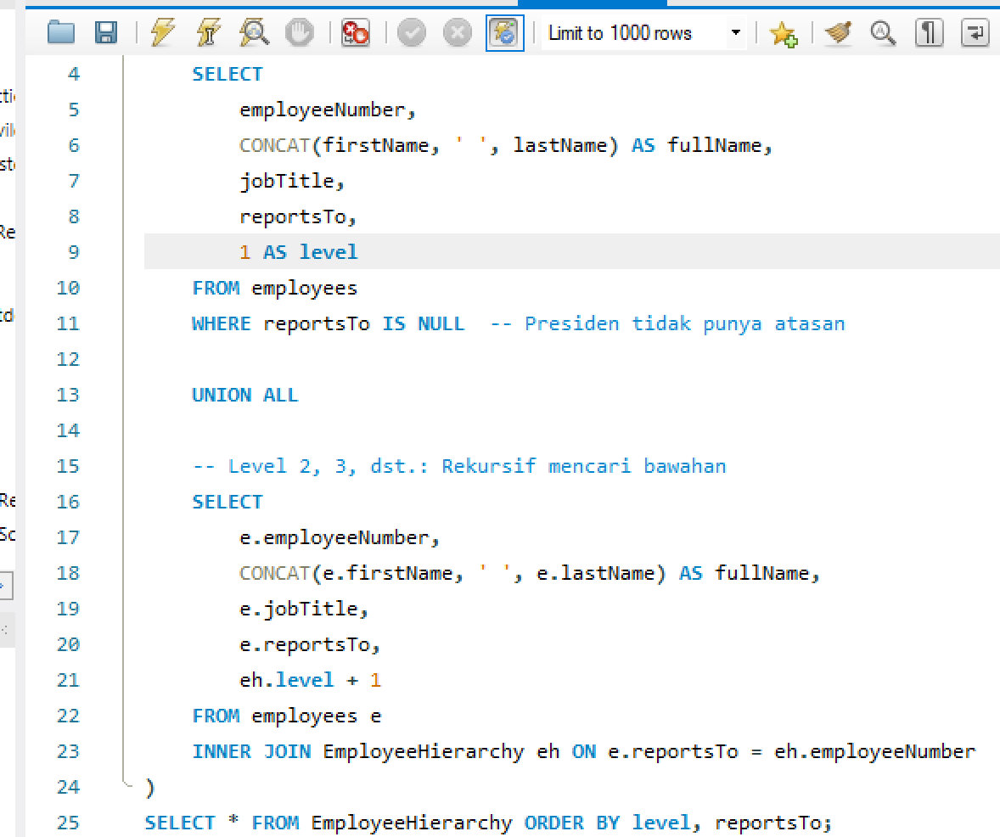 Limit to 1000 rows
4 SELECT
5 employeeNumber,
6 CONCAT(firstName, ' ', lastName) AS fullName,
7 jobTitle,
8 reportsTo,
9 1 AS level
10 FROM employees
11 WHERE reportsTo IS NULL -- Presiden tidak punya atasan
12
13 UNION ALL
14
15 -- Level 2, 3, dst.: Rekursif mencari bawahan
16 SELECT
17 e.employeeNumber,
18 CONCAT(e.firstName, ' ', e.lastName) AS fullName,
19 e.jobTitle,
20 e.reportsTo,
21 eh.level + 1
22 FROM employees e
23 INNER JOIN EmployeeHierarchy eh ON e.reportsTo = eh.employeeNumber
24 )
25 SELECT * FROM EmployeeHierarchy ORDER BY level, reportsTo;